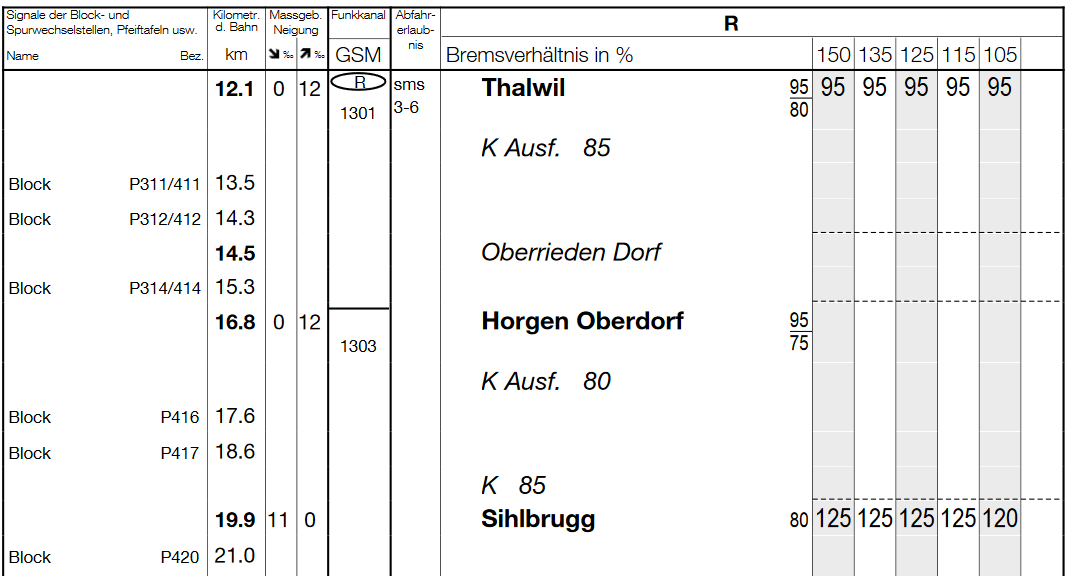 Signale der Block- und Spurwechselstellen, Pfeiftafeln usw.
Name Bez.
Kilometr. d. Bahn
km
Massgeb. Neigung
↘ ‰ ↗ ‰
Funkkanal
GSM
Abfahr-erlaub-nis
R
Bremsverhältnis in % 150 135 125 115 105
12.1 0 12 R sms Thalwil 95 95 95 95 95 95
1301 3-6 80
K Ausf. 85
Block P311/411 13.5
Block P312/412 14.3
14.5 Oberrieden Dorf
Block P314/414 15.3
16.8 0 12 Horgen Oberdorf 95
1303 75
K Ausf. 80
Block P416 17.6
Block P417 18.6
K 85
19.9 11 0 Sihlbrugg 80 125 125 125 125 120
Block P420 21.0